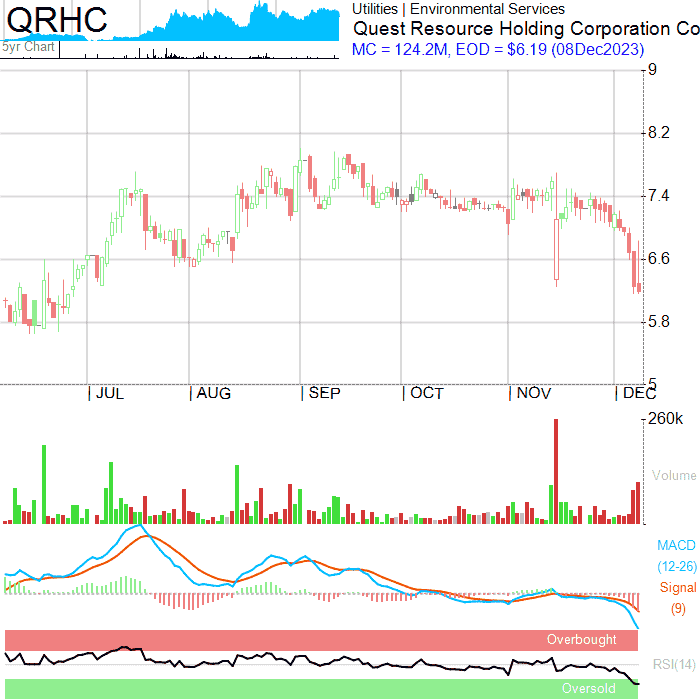 QRHC
5yr Chart
Utilities | Environmental Services
Quest Resource Holding Corporation Co
MC = 124.2M, EOD = $6.19 (08Dec2023)
9
8.2
7.4
6.6
5.8
5
JUL AUG SEP OCT NOV DEC
260k
Volume
MACD
(12-26)
Signal
(9)
Overbought
RSI(14)
Oversold